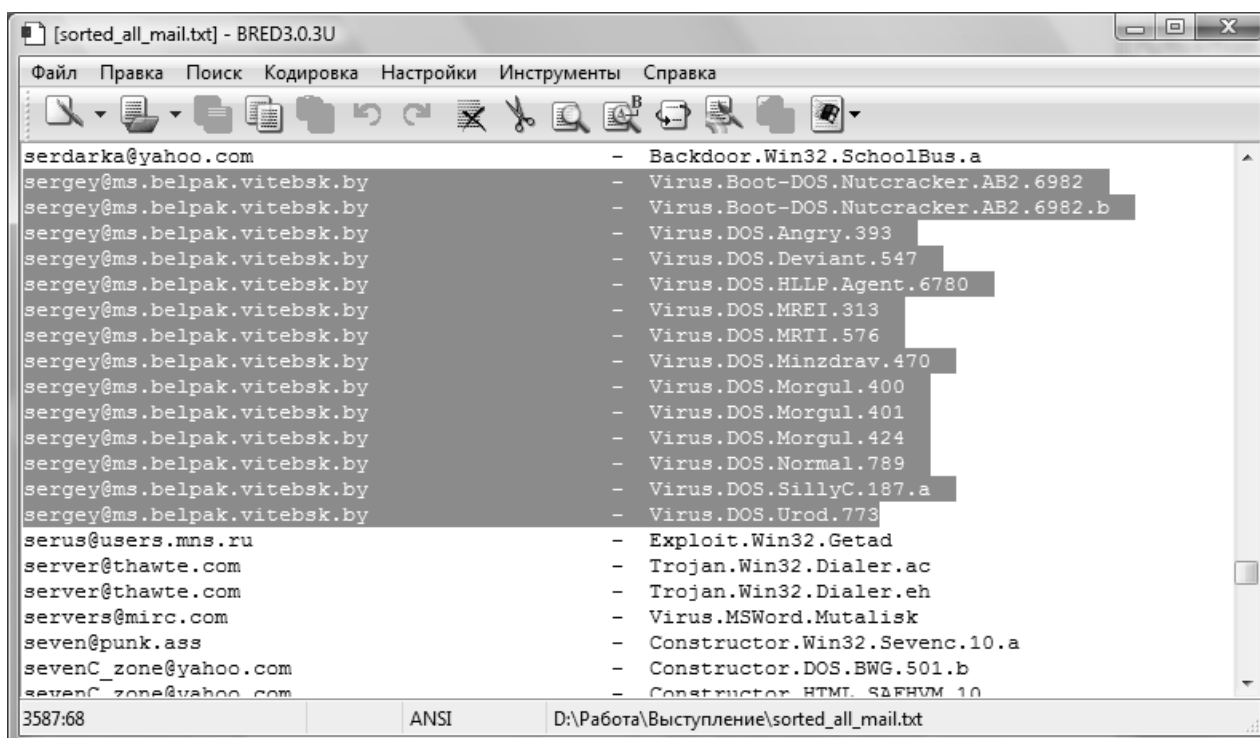 [sorted_all_mail.txt] - BRED3.0.3U
Файл Правка Поиск Кодировка Настройки Инструменты Справка
B
serdarka@yahoo.com - Backdoor.Win32.SchoolBus.a
sergey@ms.belpak.vitebsk.by - Virus.Boot-DOS.Nutcracker.AB2.6982
sergey@ms.belpak.vitebsk.by - Virus.Boot-DOS.Nutcracker.AB2.6982.b
sergey@ms.belpak.vitebsk.by - Virus.DOS.Angry.393
sergey@ms.belpak.vitebsk.by - Virus.DOS.Deviant.547
sergey@ms.belpak.vitebsk.by - Virus.DOS.HLLP.Agent.6780
sergey@ms.belpak.vitebsk.by - Virus.DOS.MREI.313
sergey@ms.belpak.vitebsk.by - Virus.DOS.MRTI.576
sergey@ms.belpak.vitebsk.by - Virus.DOS.Minzdrav.470
sergey@ms.belpak.vitebsk.by - Virus.DOS.Morgul.400
sergey@ms.belpak.vitebsk.by - Virus.DOS.Morgul.401
sergey@ms.belpak.vitebsk.by - Virus.DOS.Morgul.424
sergey@ms.belpak.vitebsk.by - Virus.DOS.Normal.789
sergey@ms.belpak.vitebsk.by - Virus.DOS.SillyC.187.a
sergey@ms.belpak.vitebsk.by - Virus.DOS.Urod.773
serus@users.mns.ru - Exploit.Win32.Getad
server@thawte.com - Trojan.Win32.Dialer.ac
server@thawte.com - Trojan.Win32.Dialer.eh
servers@mirc.com - Virus.MSWord.Mutalisk
seven@punk.ass - Constructor.Win32.Sevenc.10.a
sevenC_zone@yahoo.com - Constructor.DOS.BWG.501.b
sevenC_zone@yahoo.com - Constructor.HTML.SAFHVM.10
3587:68 ANSI D:\Работа\Выступление\sorted_all_mail.txt